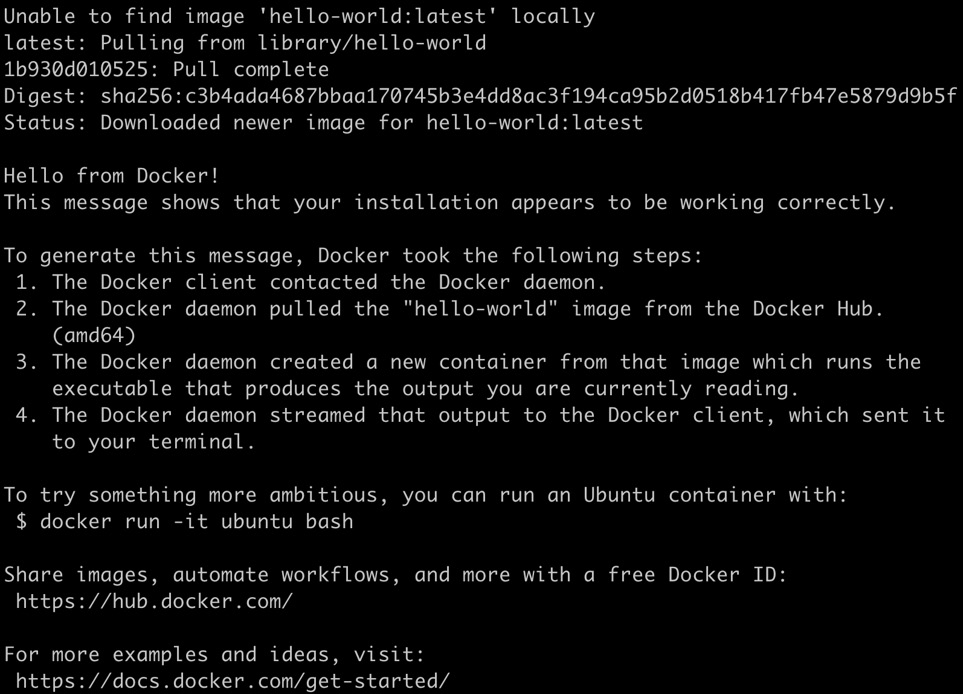 Unable to find image 'hello-world:latest' locally
latest: Pulling from library/hello-world
1b930d010525: Pull complete
Digest: sha256:c3b4ada4687bbaa170745b3e4dd8ac3f194ca95b2d0518b417fb47e5879d9b5f
Status: Downloaded newer image for hello-world:latest

Hello from Docker!
This message shows that your installation appears to be working correctly.

To generate this message, Docker took the following steps:
 1. The Docker client contacted the Docker daemon.
 2. The Docker daemon pulled the "hello-world" image from the Docker Hub.
    (amd64)
 3. The Docker daemon created a new container from that image which runs the
    executable that produces the output you are currently reading.
 4. The Docker daemon streamed that output to the Docker client, which sent it
    to your terminal.

To try something more ambitious, you can run an Ubuntu container with:
 $ docker run -it ubuntu bash

Share images, automate workflows, and more with a free Docker ID:
 https://hub.docker.com/

For more examples and ideas, visit:
 https://docs.docker.com/get-started/